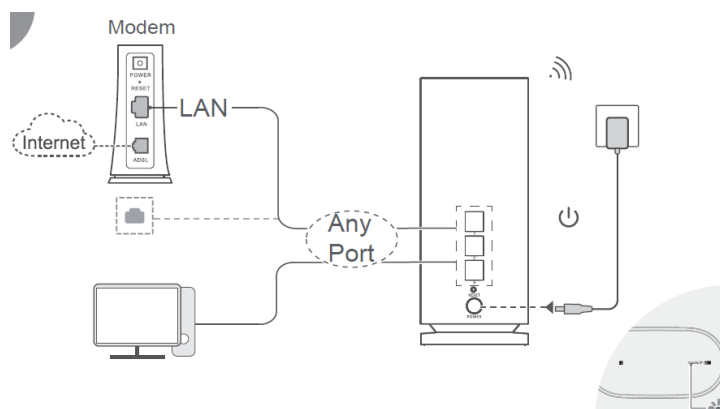 Modem
POWER
RESET
LAN
LAN
Internet
ADSL
Any
Port
RESET
POWER